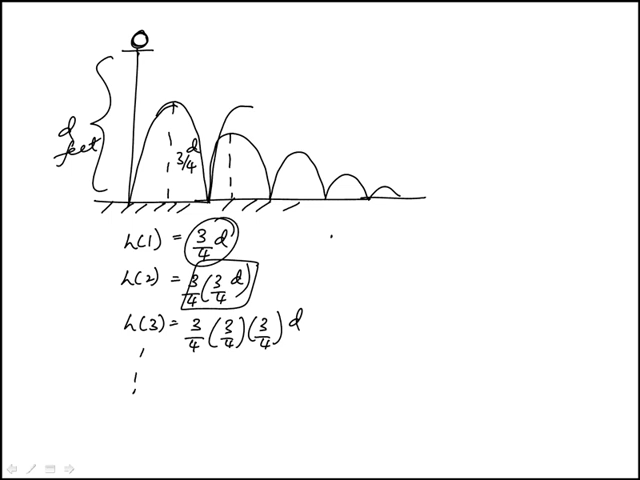 d
feet
3/4 d
h(1) = 3/4 d
h(2) = 3/4 (3/4 d)
h(3) = 3/4 (3/4) (3/4) d